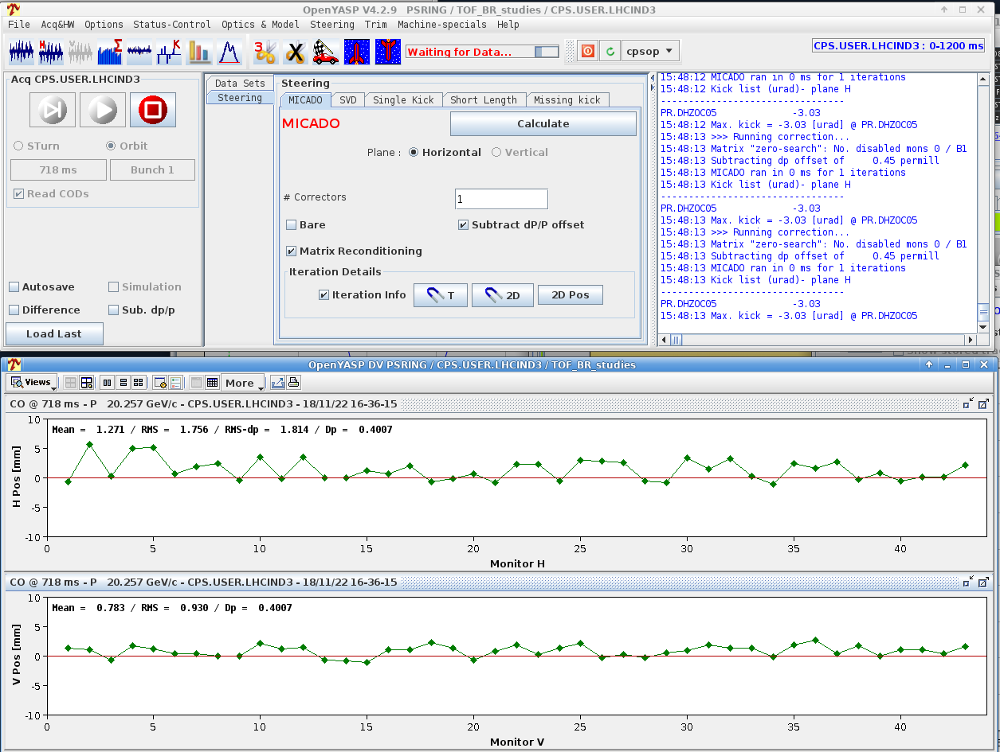 OpenYASP V4.2.9 PSRING / TOF_BR_studies / CPS.USER.LHCIND3
File Acq&HW Options Status-Control Optics & Model Steering Trim Machine-specials Help
Waiting for Data... cpsop CPS.USER.LHCIND3 : 0-1200 ms
Acq CPS.USER.LHCIND3
STurn Orbit
718 ms Bunch 1
Read CODs
Autosave Simulation
Difference Sub. dp/p
Load Last
Data Sets
Steering
Steering
MICADO SVD Single Kick Short Length Missing kick
MICADO Calculate
Plane : Horizontal Vertical
# Correctors 1
Bare Subtract dP/P offset
Matrix Reconditioning
Iteration Details
Iteration Info T 2D 2D Pos
15:48:12 MICADO ran in 0 ms for 1 iterations
15:48:12 Kick list (urad)- plane H
-------------------------------
PR.DHZOC05 -3.03
15:48:12 Max. kick = -3.03 [urad] @ PR.DHZOC05
15:48:13 >>> Running correction...
15:48:13 Matrix "zero-search": No. disabled mons 0 / B1
15:48:13 Subtracting dp offset of 0.45 permill
15:48:13 MICADO ran in 0 ms for 1 iterations
15:48:13 Kick list (urad)- plane H
-------------------------------
PR.DHZOC05 -3.03
15:48:13 Max. kick = -3.03 [urad] @ PR.DHZOC05
15:48:13 >>> Running correction...
15:48:13 Matrix "zero-search": No. disabled mons 0 / B1
15:48:13 Subtracting dp offset of 0.45 permill
15:48:13 MICADO ran in 0 ms for 1 iterations
15:48:13 Kick list (urad)- plane H
-------------------------------
PR.DHZOC05 -3.03
15:48:13 Max. kick = -3.03 [urad] @ PR.DHZOC05
OpenYASP DV PSRING / CPS.USER.LHCIND3 / TOF_BR_studies
Views More
CO @ 718 ms - P 20.257 GeV/c - CPS.USER.LHCIND3 - 18/11/22 16-36-15
Mean = 1.271 / RMS = 1.756 / RMS-dp = 1.814 / Dp = 0.4007
H Pos [mm]
10
5
0
-5
-10
0 5 10 15 20 25 30 35 40
Monitor H
CO @ 718 ms - P 20.257 GeV/c - CPS.USER.LHCIND3 - 18/11/22 16-36-15
Mean = 0.783 / RMS = 0.930 / Dp = 0.4007
V Pos [mm]
10
5
0
-5
-10
0 5 10 15 20 25 30 35 40
Monitor V